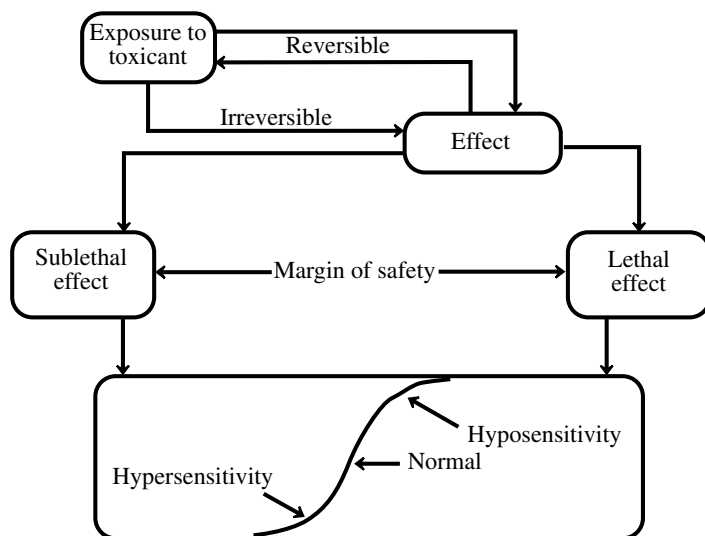 Exposure to
toxicant
Reversible
Irreversible
Effect
Sublethal
effect
Margin of safety
Lethal
effect
Hyposensitivity
Normal
Hypersensitivity